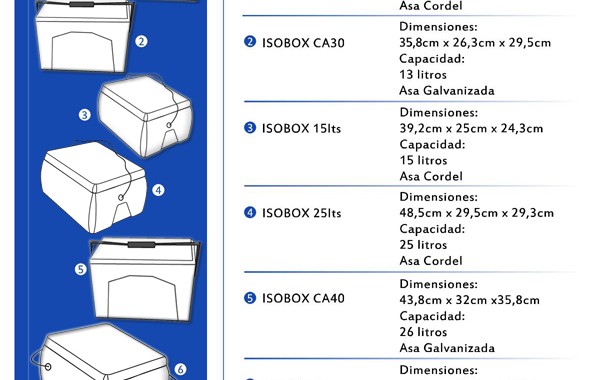 Asa Cordel
2 ISOBOX CA30
Dimensiones:
35,8cm x 26,3cm x 29,5cm
Capacidad:
13 litros
Asa Galvanizada
3 ISOBOX 15lts
Dimensiones:
39,2cm x 25cm x 24,3cm
Capacidad:
15 litros
Asa Cordel
4 ISOBOX 25lts
Dimensiones:
48,5cm x 29,5cm x 29,3cm
Capacidad:
25 litros
Asa Cordel
5 ISOBOX CA40
Dimensiones:
43,8cm x 32cm x35,8cm
Capacidad:
26 litros
Asa Galvanizada
Dimensiones:
2
3
4
5
6